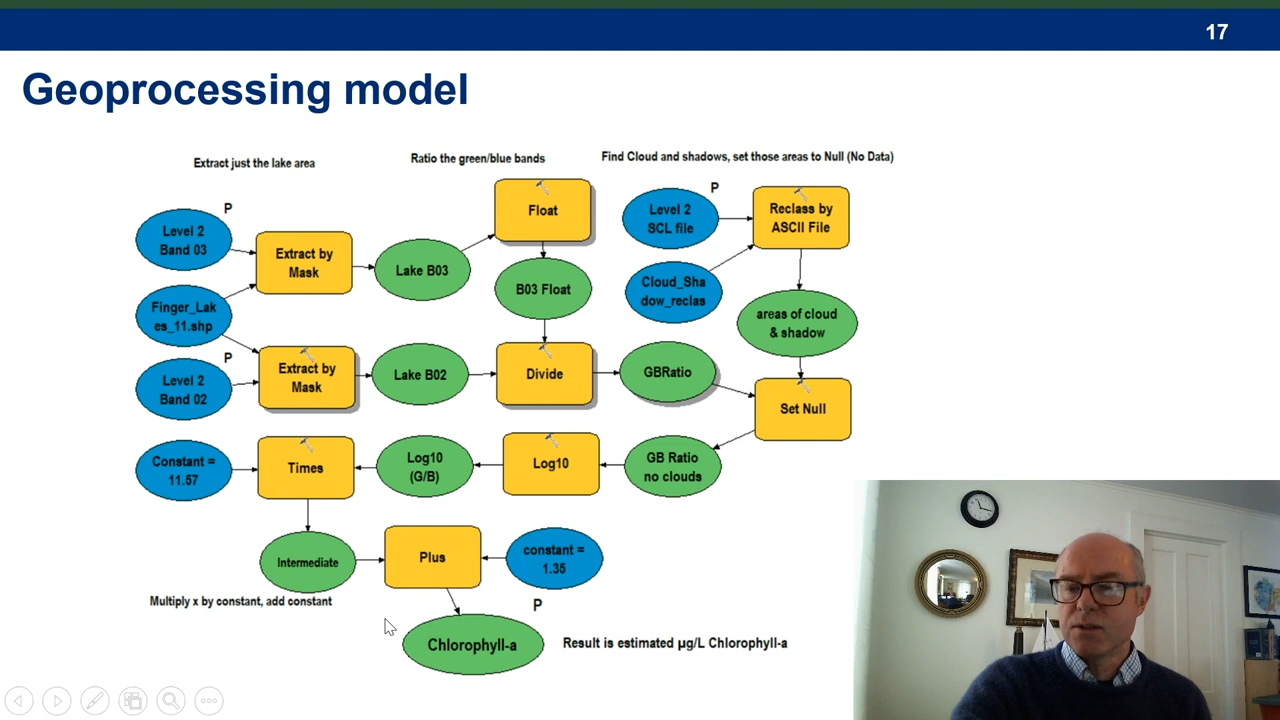 17
Geoprocessing model
Extract just the lake area
Ratio the green/blue bands
Find Cloud and shadows, set those areas to Null (No Data)
P
Level 2
Band 03
Extract by
Mask
Lake B03
Float
B03 Float
P
Level 2
SCL file
Reclass by
ASCII File
Cloud_Sha
dow_reclas
areas of cloud
& shadow
Finger_Lak
es_11.shp
P
Level 2
Band 02
Extract by
Mask
Lake B02
Divide
GBRatio
Set Null
Constant =
11.57
Times
Log10
(G/B)
Log10
GB Ratio
no clouds
Intermediate
Plus
constant =
1.35
P
Multiply x by constant, add constant
Chlorophyll-a
Result is estimated µg/L Chlorophyll-a